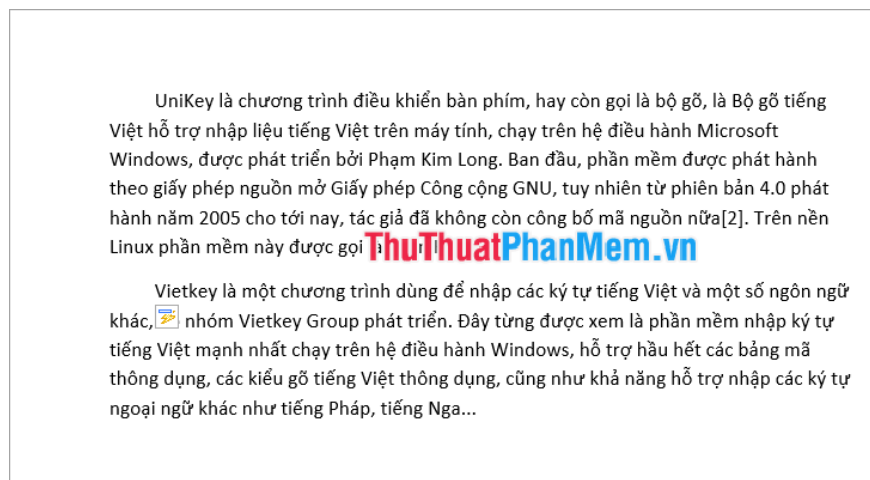 UniKey là chương trình điều khiển bàn phím, hay còn gọi là bộ gõ, là Bộ gõ tiếng
Việt hỗ trợ nhập liệu tiếng Việt trên máy tính, chạy trên hệ điều hành Microsoft
Windows, được phát triển bởi Phạm Kim Long. Ban đầu, phần mềm được phát hành
theo giấy phép nguồn mở Giấy phép Công cộng GNU, tuy nhiên từ phiên bản 4.0 phát
hành năm 2005 cho tới nay, tác giả đã không còn công bố mã nguồn nữa[2]. Trên nền
Linux phần mềm này được gọi ThuThuatPhanMem.vn
Vietkey là một chương trình dùng để nhập các ký tự tiếng Việt và một số ngôn ngữ
khác, nhóm Vietkey Group phát triển. Đây từng được xem là phần mềm nhập ký tự
tiếng Việt mạnh nhất chạy trên hệ điều hành Windows, hỗ trợ hầu hết các bảng mã
thông dụng, các kiểu gõ tiếng Việt thông dụng, cũng như khả năng hỗ trợ nhập các ký tự
ngoại ngữ khác như tiếng Pháp, tiếng Nga...